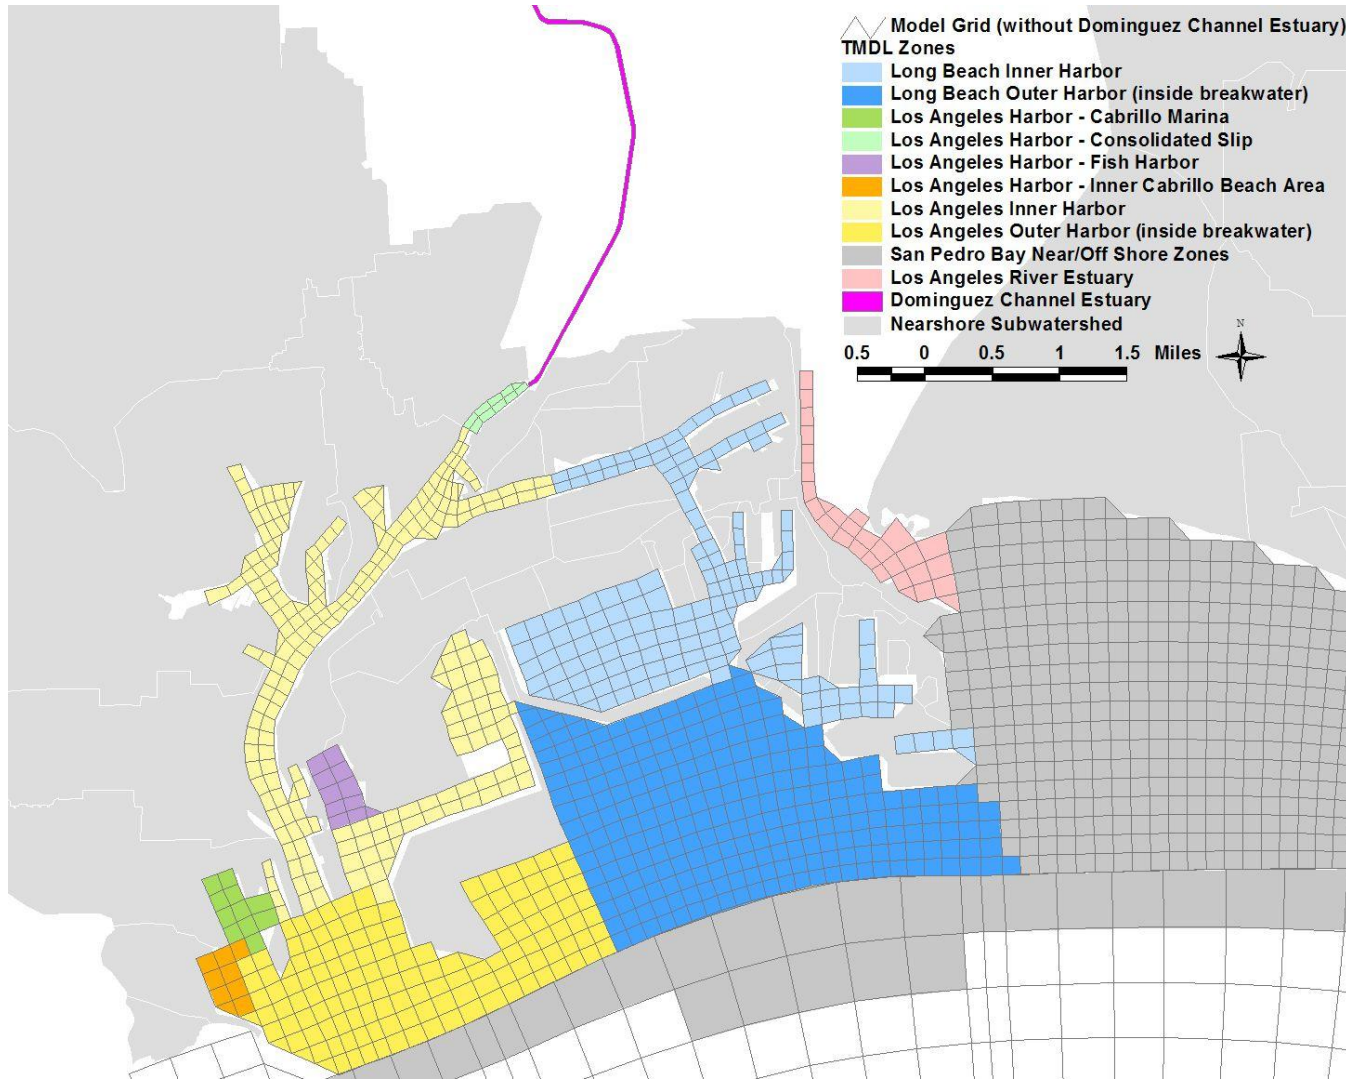 Model Grid (without Dominguez Channel Estuary)
TMDL Zones
Long Beach Inner Harbor
Long Beach Outer Harbor (inside breakwater)
Los Angeles Harbor - Cabrillo Marina
Los Angeles Harbor - Consolidated Slip
Los Angeles Harbor - Fish Harbor
Los Angeles Harbor - Inner Cabrillo Beach Area
Los Angeles Inner Harbor
Los Angeles Outer Harbor (inside breakwater)
San Pedro Bay Near/Off Shore Zones
Los Angeles River Estuary
Dominguez Channel Estuary
Nearshore Subwatershed
N
0.5 0 0.5 1 1.5 Miles